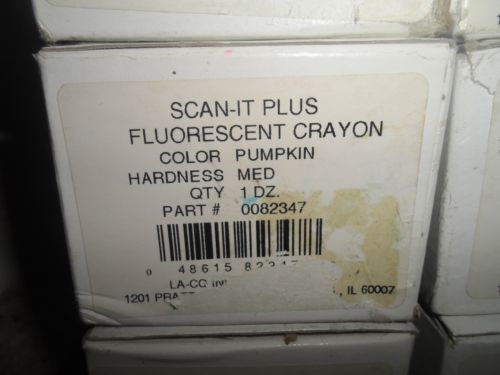 SCAN-IT PLUS
FLUORESCENT CRAYON
COLOR PUMPKIN
HARDNESS MED
QTY 1 DZ.
PART # 0082347
0 48615
LA-CO
1201 , IL 60007